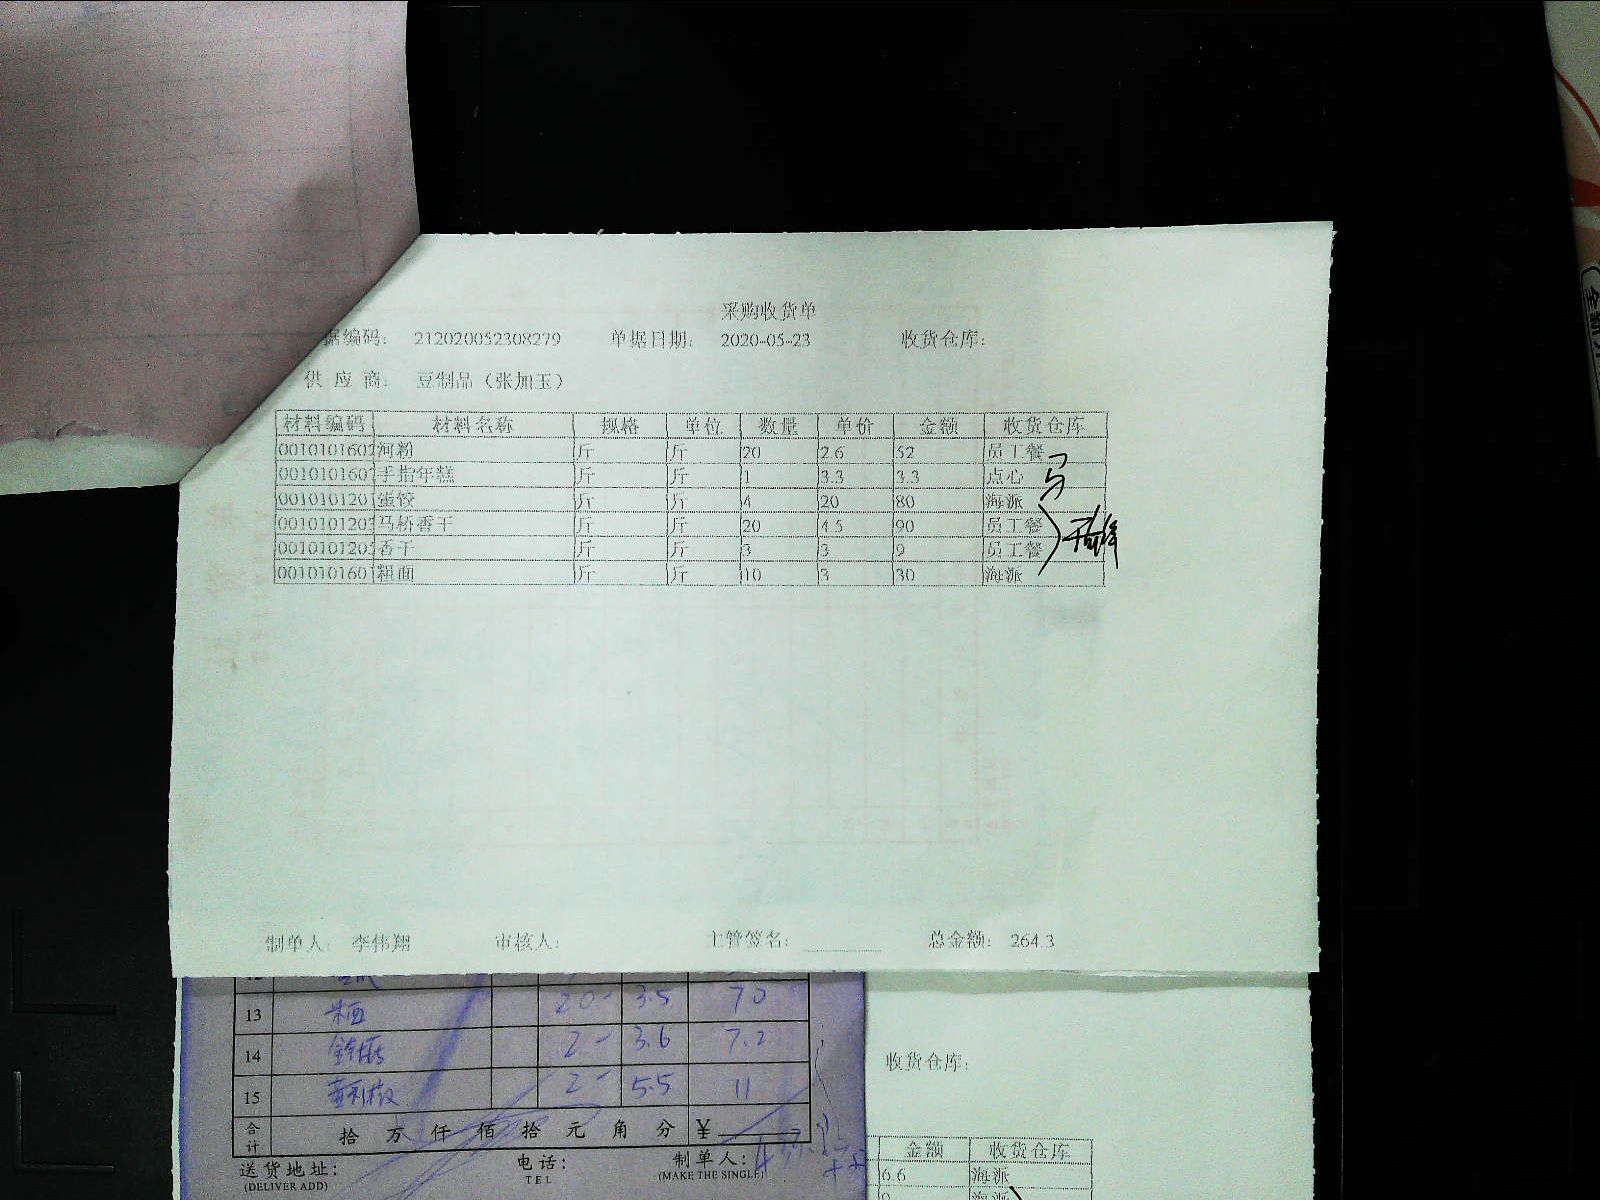 采购收货单
据编码: 212020052308279 单据日期: 2020-05-23 收货仓库:
供 应 商: 豆制品(张加玉)
材料编码 材料名称 规格 单位 数量 单价 金额 收货仓库
001010160 河粉 斤 斤 20 2.6 52 员工餐
001010160 手指年糕 斤 斤 1 3.3 3.3 点心
001010120 蛋饺 斤 斤 4 20 80 海派
001010120 马桥香干 斤 斤 20 4.5 90 员工餐
001010120 香干 斤 斤 3 3 9 员工餐
001010160 粗面 斤 斤 10 3 30 海派
制单人: 李伟翔 审核人: 主管签名: 总金额: 264.3
13 20- 3.5 70
14 2- 3.6 7.2
15 2- 5.5 11
合计 拾 万 仟 佰 拾 元 角 分 ¥
送货地址: 电话: 制单人:
(DELIVER ADD) TEL (MAKE THE SINGLE)
收货仓库:
金额 收货仓库
6.6 海派
海派